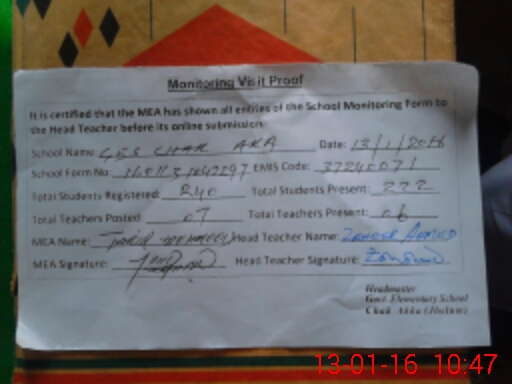 Monitoring Visit Proof
It is certified that the MEA has shown all entries of the School Monitoring Form to
the Head Teacher before its online submission:
School Name: GES CHAK AKA Date: 13/1/2016
School Form No: EMIS Code: 37240071
Total Students Registered: 240 Total Students Present: 222
Total Teachers Posted: 07 Total Teachers Present: 06
MEA Name: Head Teacher Name: ZAHEER AHMED
MEA Signature: Head Teacher Signature:
Headmaster
Govt. Elementary School
Chak Akka (Jhelum)
13-01-16 10:47